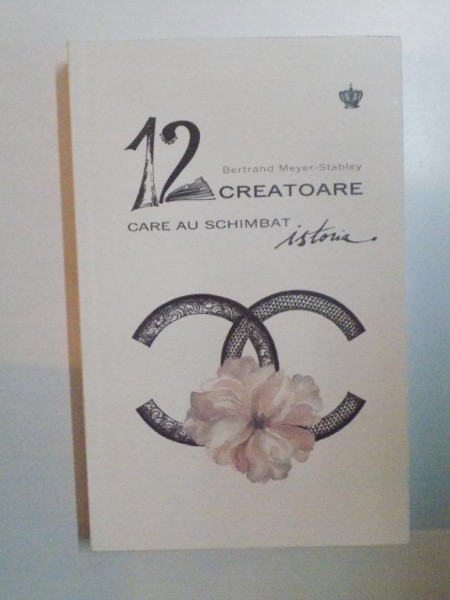 12
Bertrand Meyer-Stabley
CREATOARE
CARE AU SCHIMBAT
istoria.